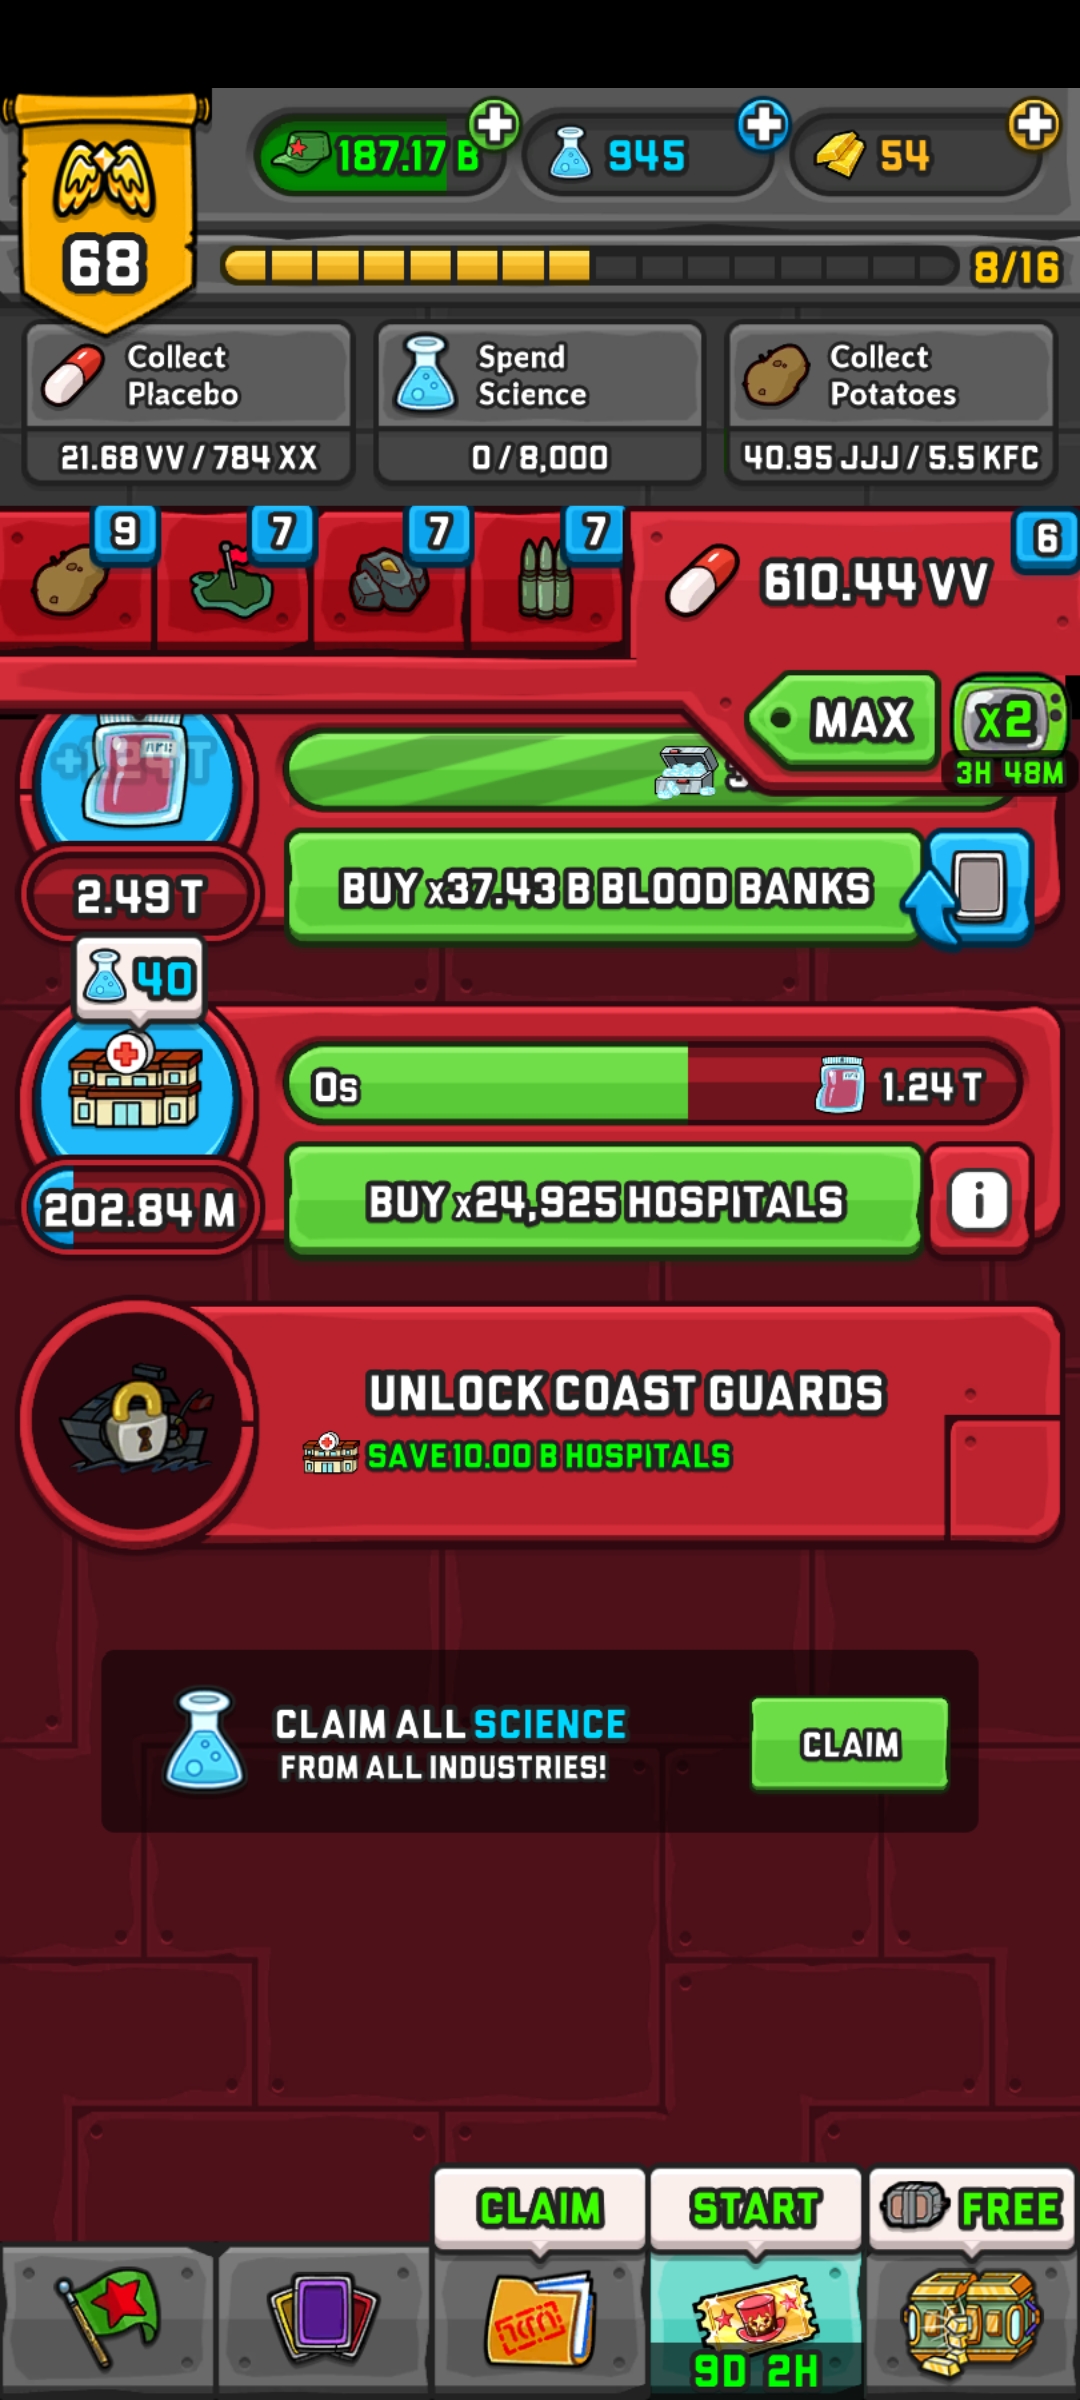 187.17 B
945
54
68
8/16
Collect
Placebo
21.68 VV / 784 XX
Spend
Science
0 / 8,000
Collect
Potatoes
40.95 JJJ / 5.5 KFC
9
7
7
7
6
610.44 VV
MAX
x2
3H 48M
2.49 T
BUY x37.43 B BLOOD BANKS
40
0s
1.24 T
202.84 M
BUY x24,925 HOSPITALS
i
UNLOCK COAST GUARDS
SAVE 10.00 B HOSPITALS
CLAIM ALL SCIENCE
FROM ALL INDUSTRIES!
CLAIM
CLAIM
START
FREE
9D 2H